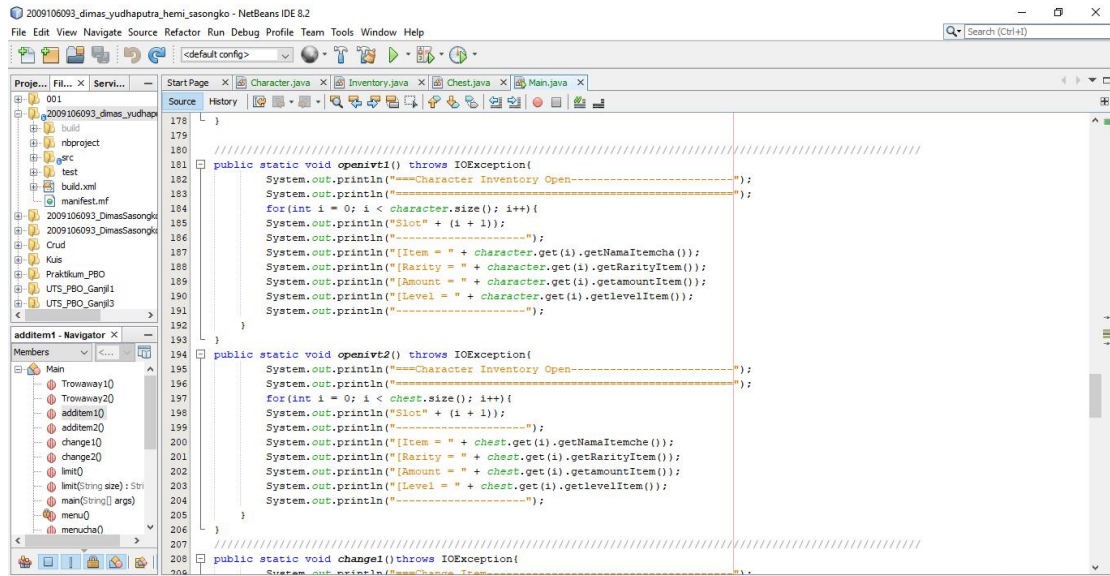 2009106093_dimas_yudhaputra_hemi_sasongko - NetBeans IDE 8.2
File Edit View Navigate Source Refactor Run Debug Profile Team Tools Window Help
Search (Ctrl+I)
<default config>
Proje... Fil... X Servi...
Start Page X Character.java X Inventory.java X Chest.java X Main.java X
Source History
001
2009106093_dimas_yudhap
build
nbproject
src
test
build.xml
manifest.mf
2009106093_DimasSasongko
2009106093_DimasSasongko
Crud
Kuis
Praktikum_PBO
UTS_PBO_Ganjil1
UTS_PBO_Ganjil3
additem1 - Navigator X
Members <...
Main
Trowaway1()
Trowaway2()
additem1()
additem2()
change1()
change2()
limit()
limit(String size) : Stri
main(String[] args)
menu()
menucha()
178 }
179
180 ////////////////////////////////////////////////////////////////////////////////////////////////////////////
181 public static void openivt1() throws IOException{
182 System.out.println("===Character Inventory Open-------------------------");
183 System.out.println("====================================================");
184 for(int i = 0; i < character.size(); i++){
185 System.out.println("Slot" + (i + 1));
186 System.out.println("--------------------");
187 System.out.println("[Item = " + character.get(i).getNamaItemcha());
188 System.out.println("[Rarity = " + character.get(i).getRarityItem());
189 System.out.println("[Amount = " + character.get(i).getamountItem());
190 System.out.println("[Level = " + character.get(i).getlevelItem());
191 System.out.println("--------------------");
192 }
193 }
194 public static void openivt2() throws IOException{
195 System.out.println("===Character Inventory Open-------------------------");
196 System.out.println("====================================================");
197 for(int i = 0; i < chest.size(); i++){
198 System.out.println("Slot" + (i + 1));
199 System.out.println("--------------------");
200 System.out.println("[Item = " + chest.get(i).getNamaItemche());
201 System.out.println("[Rarity = " + chest.get(i).getRarityItem());
202 System.out.println("[Amount = " + chest.get(i).getamountItem());
203 System.out.println("[Level = " + chest.get(i).getlevelItem());
204 System.out.println("--------------------");
205 }
206 }
207 ////////////////////////////////////////////////////////////////////////////////////////////////////////////
208 public static void change1()throws IOException{
209 System.out.println("===Change Item-------------------------");